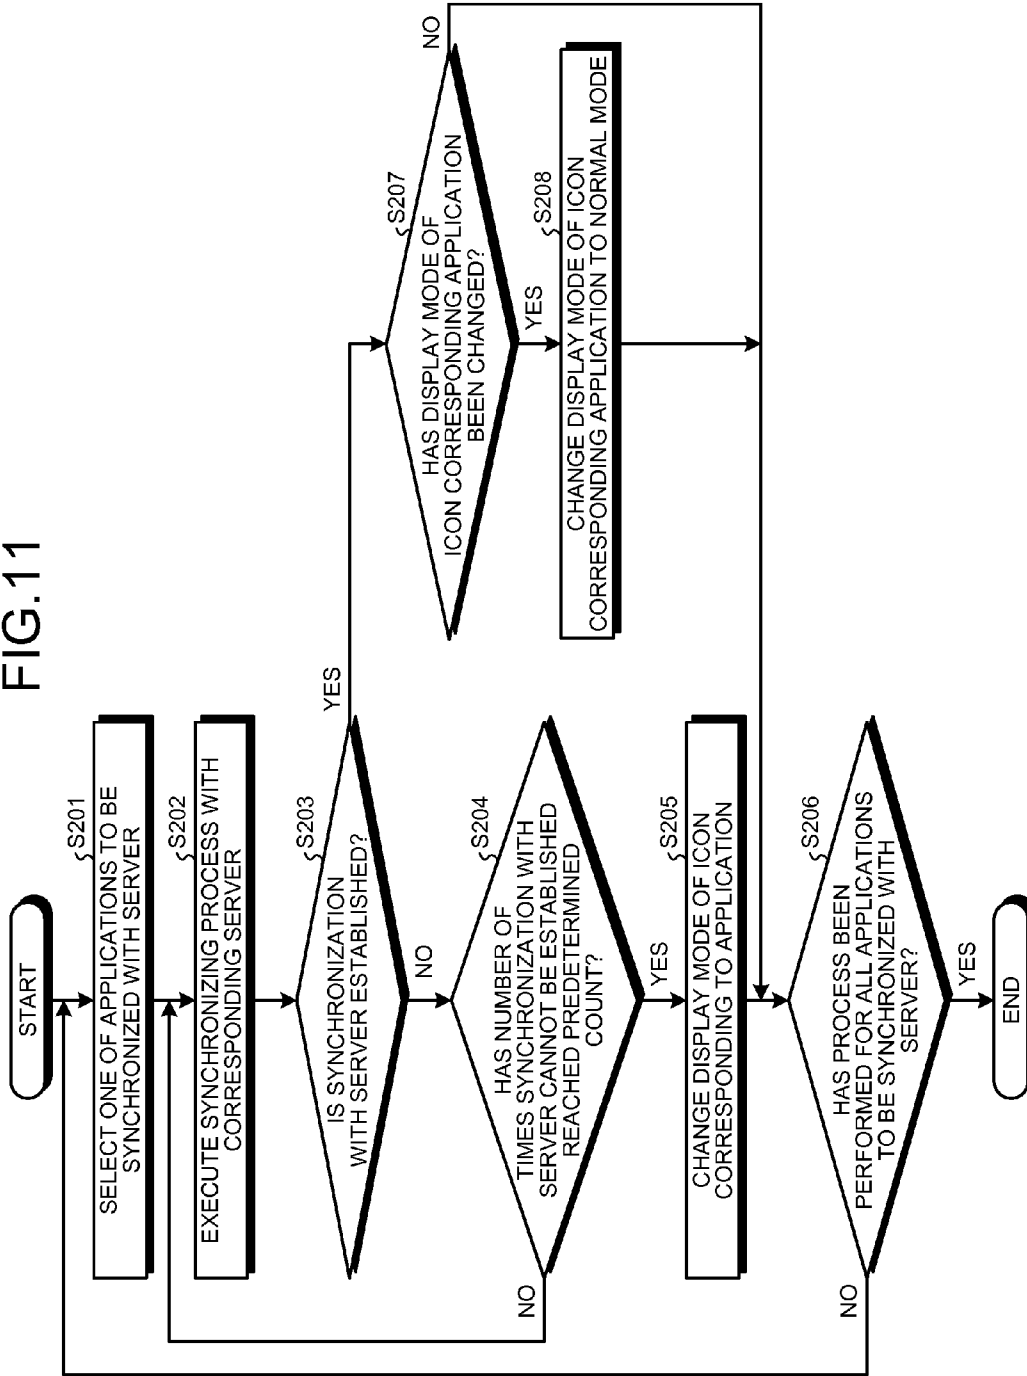 FIG.11
START
S201
SELECT ONE OF APPLICATIONS TO BE
SYNCHRONIZED WITH SERVER
S202
EXECUTE SYNCHRONIZING PROCESS WITH
CORRESPONDING SERVER
S203
IS SYNCHRONIZATION
WITH SERVER ESTABLISHED?
YES
NO
S204
HAS NUMBER OF
TIMES SYNCHRONIZATION WITH
SERVER CANNOT BE ESTABLISHED
REACHED PREDETERMINED
COUNT?
NO
YES
S205
CHANGE DISPLAY MODE OF ICON
CORRESPONDING TO APPLICATION
S206
HAS PROCESS BEEN
PERFORMED FOR ALL APPLICATIONS
TO BE SYNCHRONIZED WITH
SERVER?
NO
YES
END
S207
HAS DISPLAY MODE OF
ICON CORRESPONDING APPLICATION
BEEN CHANGED?
NO
YES
S208
CHANGE DISPLAY MODE OF ICON
CORRESPONDING APPLICATION TO NORMAL MODE